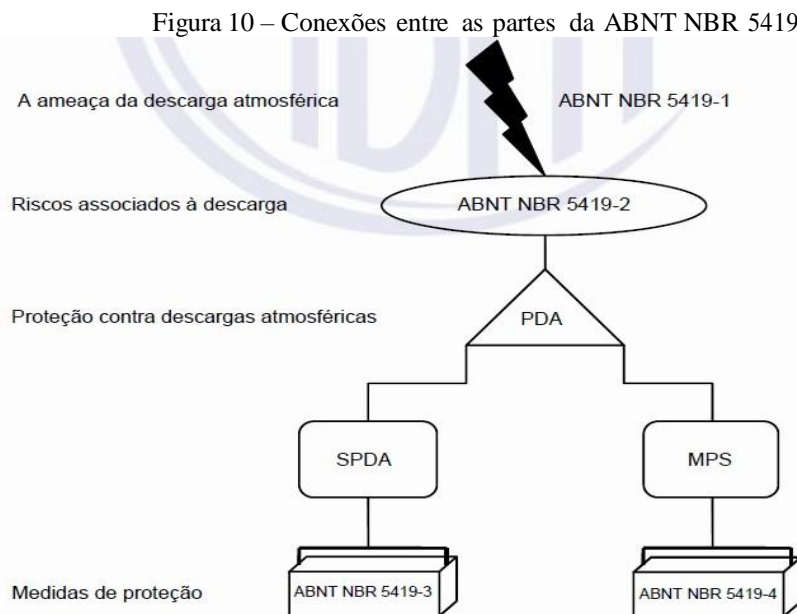 Figura 10 – Conexões entre as partes da ABNT NBR 5419
A ameaça da descarga atmosférica
ABNT NBR 5419-1
Riscos associados à descarga
ABNT NBR 5419-2
Proteção contra descargas atmosféricas
PDA
SPDA
MPS
Medidas de proteção
ABNT NBR 5419-3
ABNT NBR 5419-4